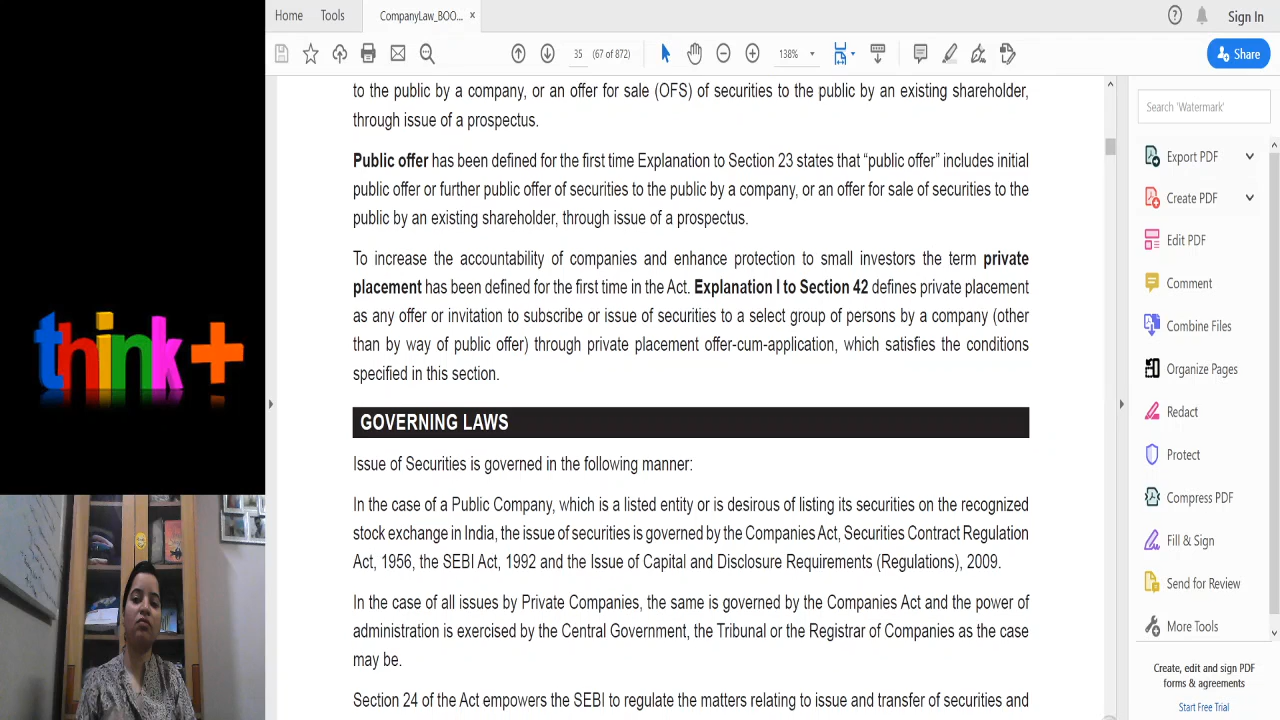 Home Tools CompanyLaw_BOO... × Sign In
35 (67 of 872) 138% Share
to the public by a company, or an offer for sale (OFS) of securities to the public by an existing shareholder,
through issue of a prospectus.
Public offer has been defined for the first time Explanation to Section 23 states that “public offer” includes initial
public offer or further public offer of securities to the public by a company, or an offer for sale of securities to the
public by an existing shareholder, through issue of a prospectus.
To increase the accountability of companies and enhance protection to small investors the term private
placement has been defined for the first time in the Act. Explanation I to Section 42 defines private placement
as any offer or invitation to subscribe or issue of securities to a select group of persons by a company (other
than by way of public offer) through private placement offer-cum-application, which satisfies the conditions
specified in this section.
GOVERNING LAWS
Issue of Securities is governed in the following manner:
In the case of a Public Company, which is a listed entity or is desirous of listing its securities on the recognized
stock exchange in India, the issue of securities is governed by the Companies Act, Securities Contract Regulation
Act, 1956, the SEBI Act, 1992 and the Issue of Capital and Disclosure Requirements (Regulations), 2009.
In the case of all issues by Private Companies, the same is governed by the Companies Act and the power of
administration is exercised by the Central Government, the Tribunal or the Registrar of Companies as the case
may be.
Section 24 of the Act empowers the SEBI to regulate the matters relating to issue and transfer of securities and
Search 'Watermark'
Export PDF
Create PDF
Edit PDF
Comment
Combine Files
Organize Pages
Redact
Protect
Compress PDF
Fill & Sign
Send for Review
More Tools
Create, edit and sign PDF
forms & agreements
Start Free Trial
think+